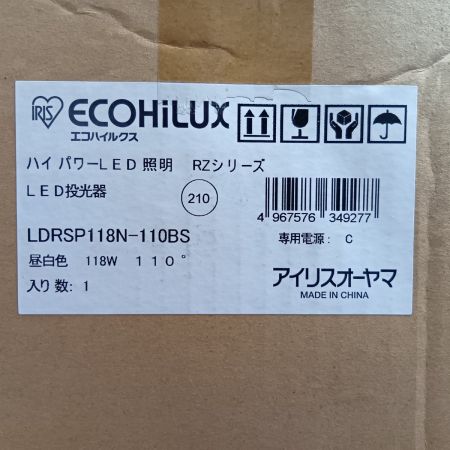 IRIS ECOHiLUX
エコハイルクス
ハイパワーLED照明 RZシリーズ
LED投光器
210
4 967576 349277
LDRSP118N-110BS
専用電源: C
昼白色 118W 110°
入り数: 1
アイリスオーヤマ
MADE IN CHINA